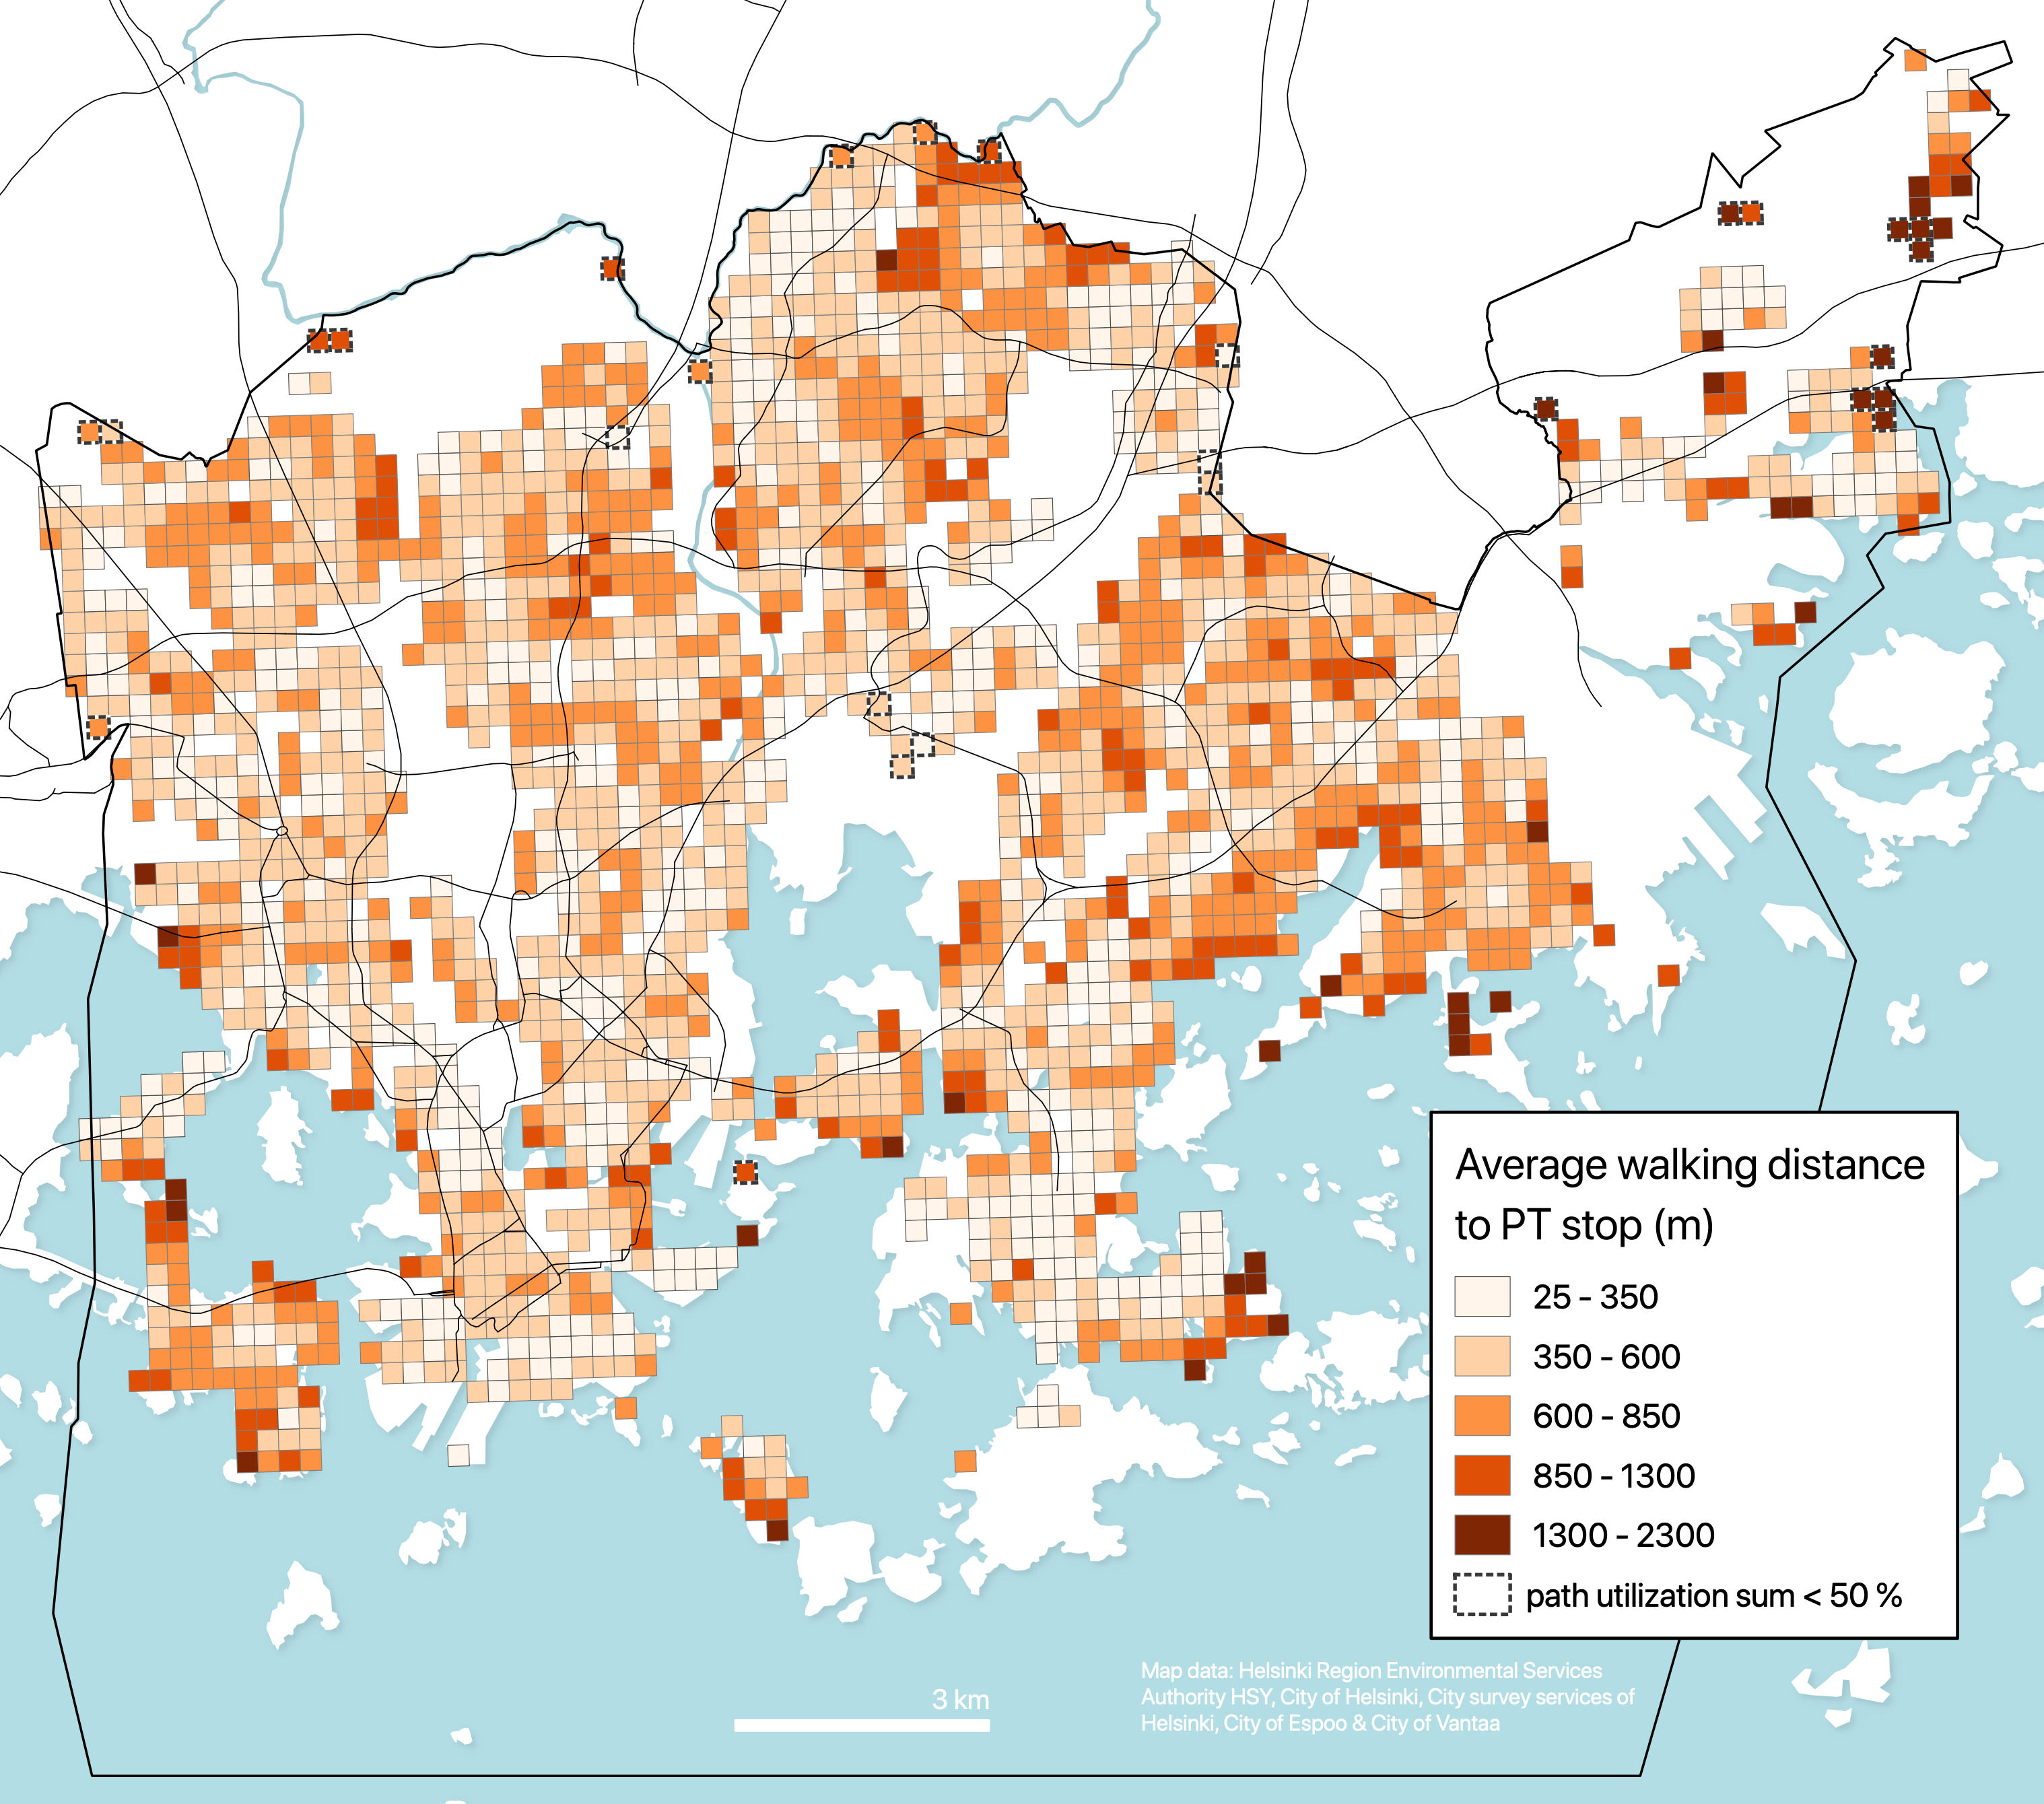 Average walking distance
to PT stop (m)
25 - 350
350 - 600
600 - 850
850 - 1300
1300 - 2300
path utilization sum < 50 %
3 km
Map data: Helsinki Region Environmental Services
Authority HSY, City of Helsinki, City survey services of
Helsinki, City of Espoo & City of Vantaa